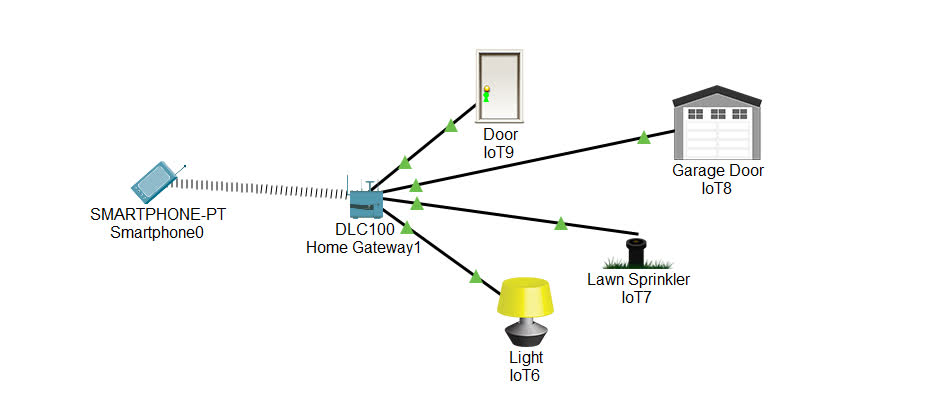 Door
IoT9
Garage Door
IoT8
SMARTPHONE-PT
Smartphone0
DLC100
Home Gateway1
Lawn Sprinkler
IoT7
Light
IoT6